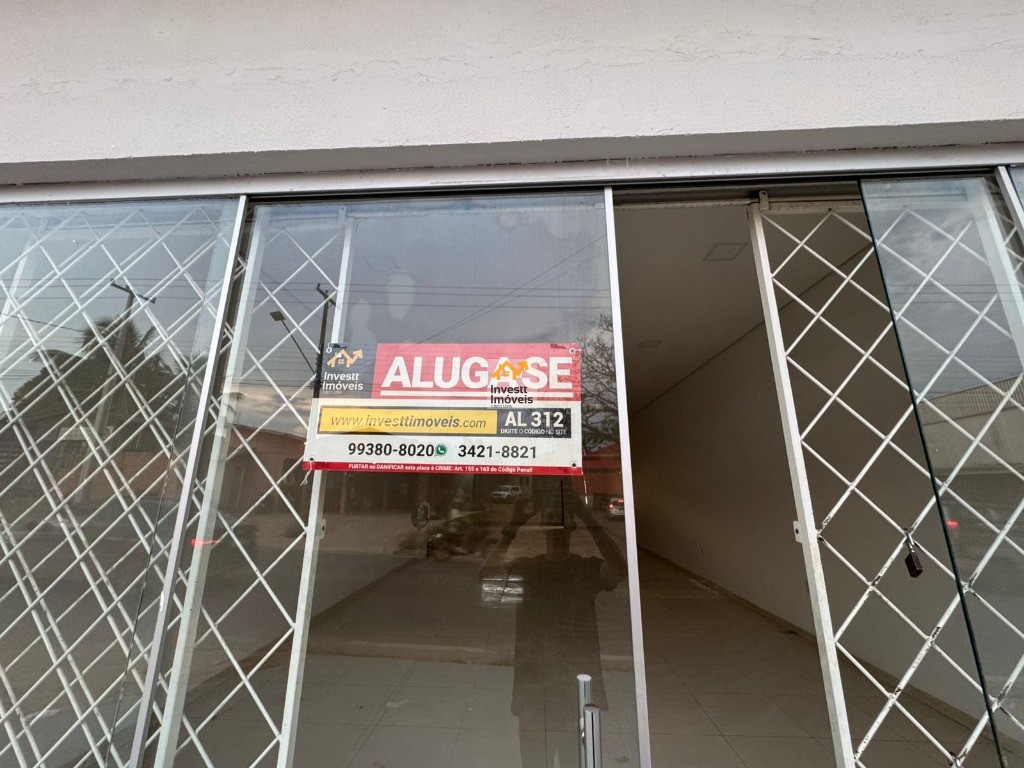 Investt
Imóveis
ALUGASE
Investt
Imóveis
www.investtimoveis.com
AL 312
DIGITE O CÓDIGO NO SITE
99380-8020 3421-8821
FURTAR ou DANIFICAR esta placa é CRIME: Art. 155 e 163 do Código Penal!